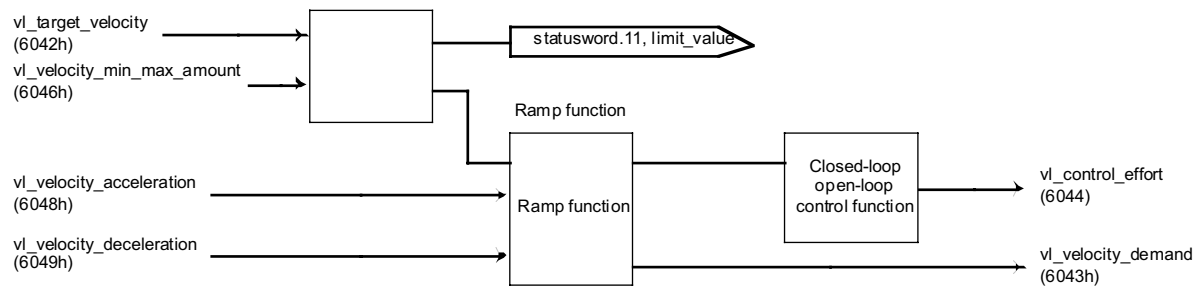 vl_target_velocity
(6042h)
statusword.11, limit_value
vl_velocity_min_max_amount
(6046h)
Ramp function
vl_velocity_acceleration
(6048h)
Ramp function
Closed-loop
open-loop
control function
vl_control_effort
(6044)
vl_velocity_deceleration
(6049h)
vl_velocity_demand
(6043h)